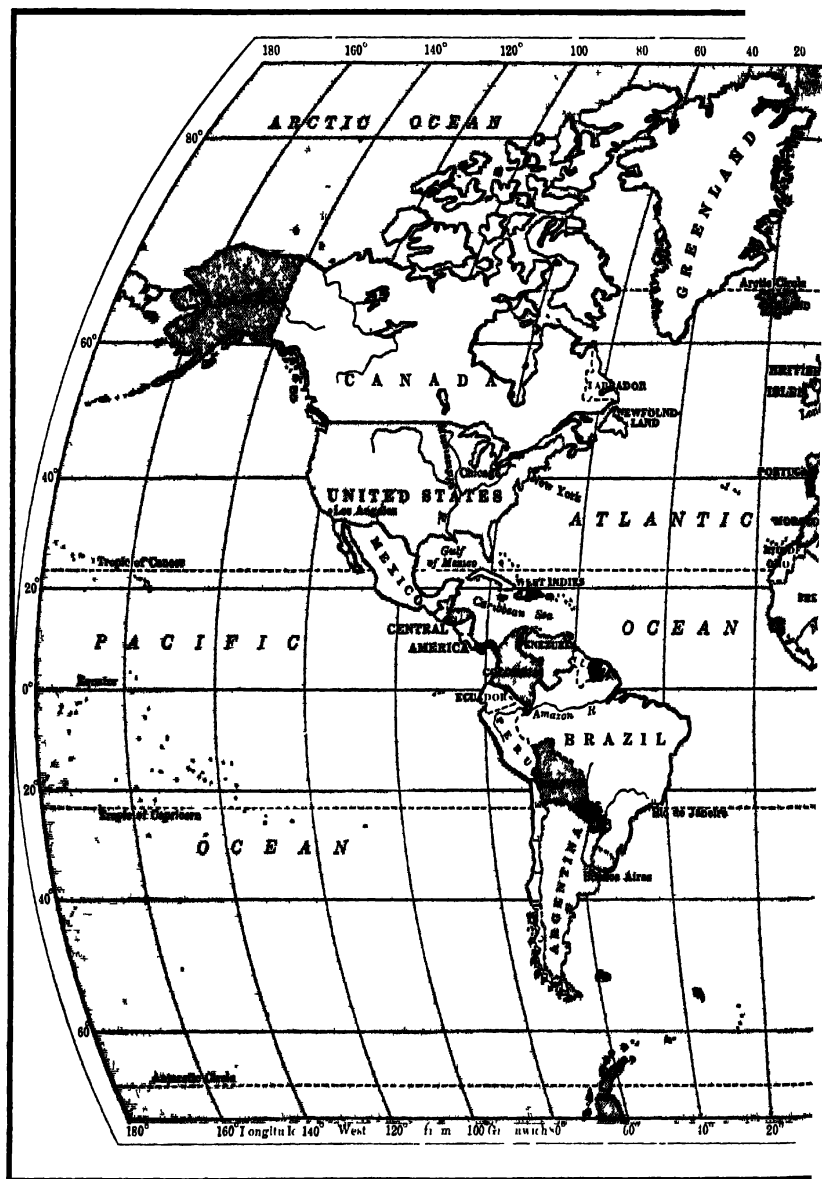 180 160° 140° 120° 100 80 60 40 20
ARCTIC OCEAN
80°
GREENLAND
Arctic Circle
60°
CANADA
LABRADOR
NEWFOUND-
LAND
BRITISH
ISLES
Chicago
40°
UNITED STATES
New York
Los Angeles
ATLANTIC
MEXICO
Gulf
of Mexico
Tropic of Cancer
WEST INDIES
20°
Caribbean Sea
PACIFIC
CENTRAL
AMERICA
OCEAN
Equator
0°
ECUADOR
Amazon R
PERU
BRAZIL
20°
Tropic of Capricorn
Rio de Janeiro
OCEAN
Buenos Aires
ARGENTINA
40°
60
Antarctic Circle
180° 160° 140° West 120° 100 60° 40° 20°